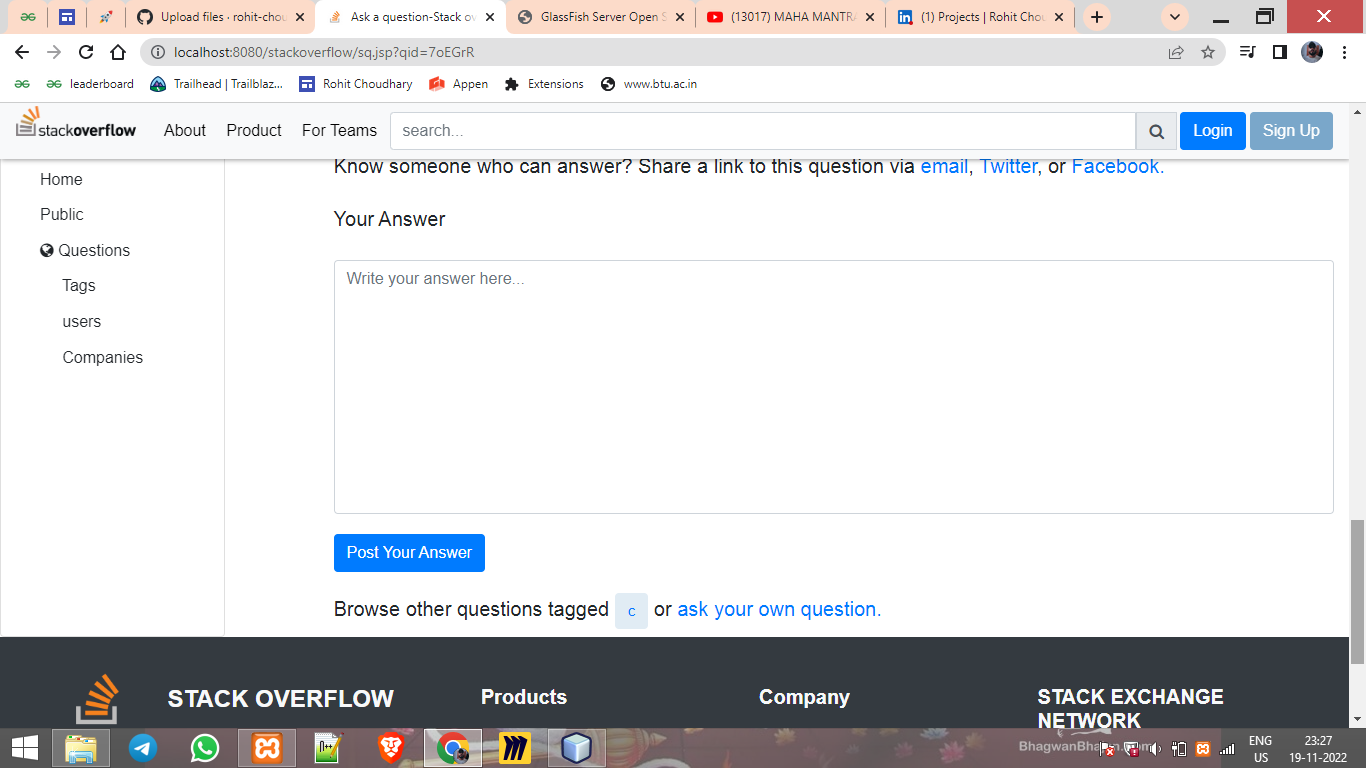 Upload files · rohit-chou
Ask a question-Stack ov
GlassFish Server Open S
(13017) MAHA MANTRA
(1) Projects | Rohit Chou
localhost:8080/stackoverflow/sq.jsp?qid=7oEGrR
leaderboard
Trailhead | Trailblaz...
Rohit Choudhary
Appen
Extensions
www.btu.ac.in
stackoverflow
About
Product
For Teams
search...
Login
Sign Up
Home
Public
Questions
Tags
users
Companies
Know someone who can answer? Share a link to this question via email, Twitter, or Facebook.
Your Answer
Write your answer here...
Post Your Answer
Browse other questions tagged c or ask your own question.
STACK OVERFLOW
Products
Company
STACK EXCHANGE
NETWORK
ENG
US
23:27
19-11-2022